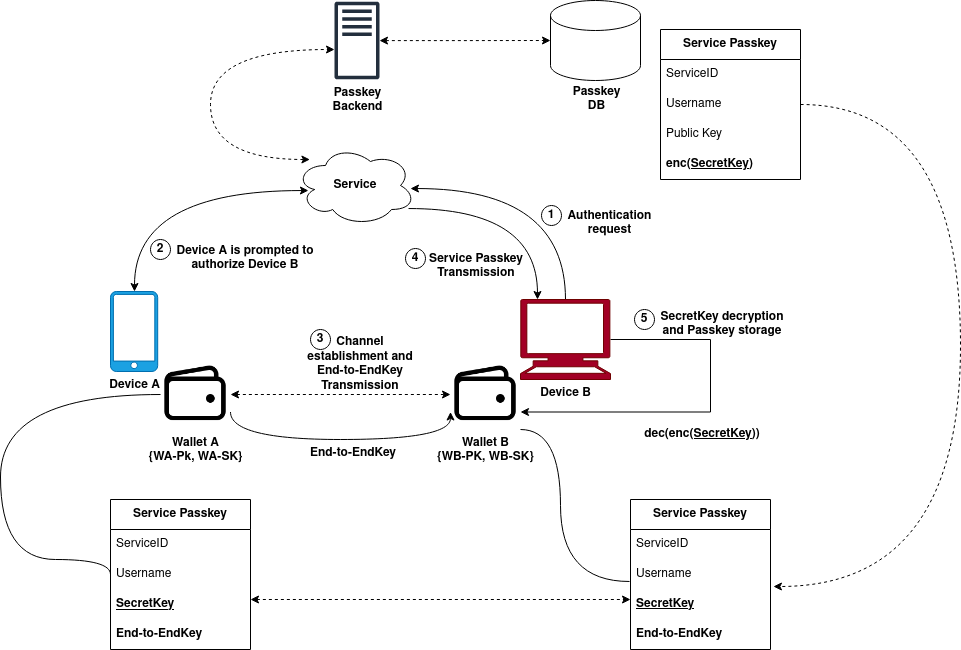 Passkey
Backend
Passkey
DB
Service Passkey
ServiceID
Username
Public Key
enc(SecretKey)
Service
1 Authentication
request
2 Device A is prompted to
authorize Device B
4 Service Passkey
Transmission
5 SecretKey decryption
and Passkey storage
3 Channel
establishment and
End-to-EndKey
Transmission
Device A
Device B
dec(enc(SecretKey))
Wallet A
{WA-Pk, WA-SK}
End-to-EndKey
Wallet B
{WB-PK, WB-SK}
Service Passkey
ServiceID
Username
SecretKey
End-to-EndKey
Service Passkey
ServiceID
Username
SecretKey
End-to-EndKey